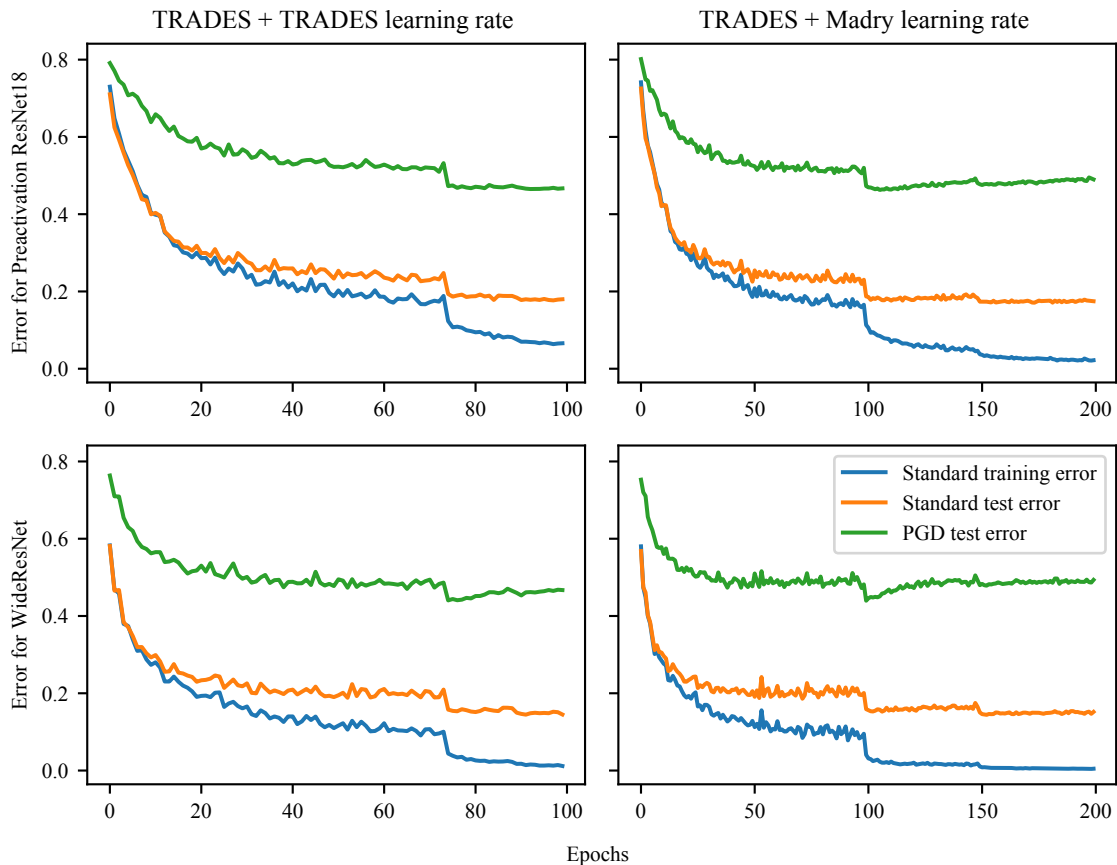 TRADES + TRADES learning rate
TRADES + Madry learning rate
Error for Preactivation ResNet18
0.8
0.6
0.4
0.2
0.0
0 20 40 60 80 100
0 50 100 150 200
Error for WideResNet
0.8
0.6
0.4
0.2
0.0
0 20 40 60 80 100
Standard training error
Standard test error
PGD test error
0 50 100 150 200
Epochs